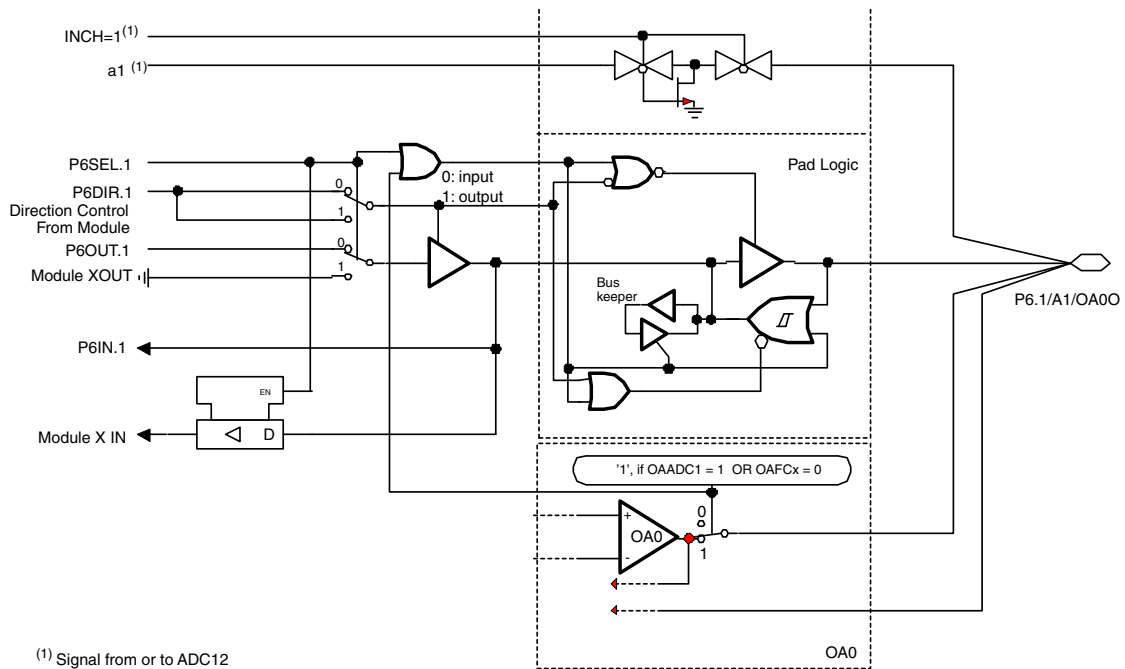 INCH=1(1)
a1 (1)
P6SEL.1
P6DIR.1
Direction Control
From Module
P6OUT.1
Module XOUT
P6IN.1
Module X IN
0
1
0
1
0: input
1: output
EN
D
Pad Logic
Bus
keeper
P6.1/A1/OA0O
'1', if OAADC1 = 1 OR OAFCx = 0
+
OA0
-
0
1
OA0
(1) Signal from or to ADC12